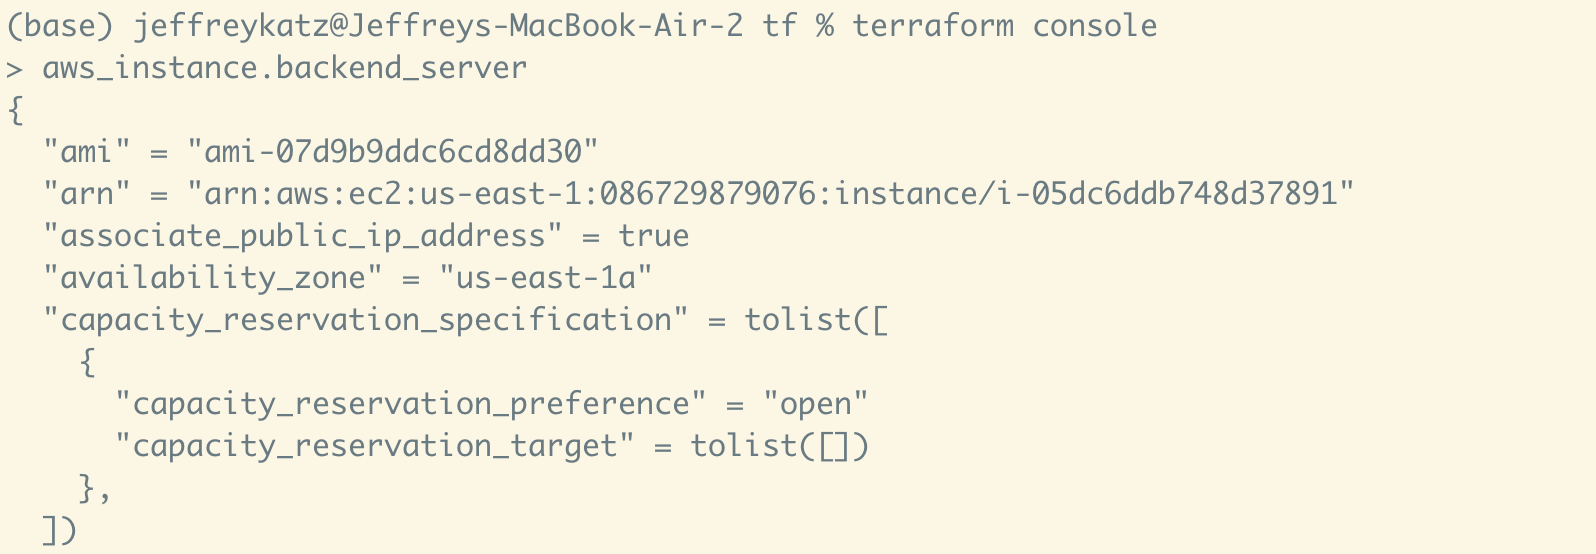 (base) jeffreykatz@Jeffreys-MacBook-Air-2 tf % terraform console
> aws_instance.backend_server
{
  "ami" = "ami-07d9b9ddc6cd8dd30"
  "arn" = "arn:aws:ec2:us-east-1:086729879076:instance/i-05dc6ddb748d37891"
  "associate_public_ip_address" = true
  "availability_zone" = "us-east-1a"
  "capacity_reservation_specification" = tolist([
    {
      "capacity_reservation_preference" = "open"
      "capacity_reservation_target" = tolist([])
    },
  ])